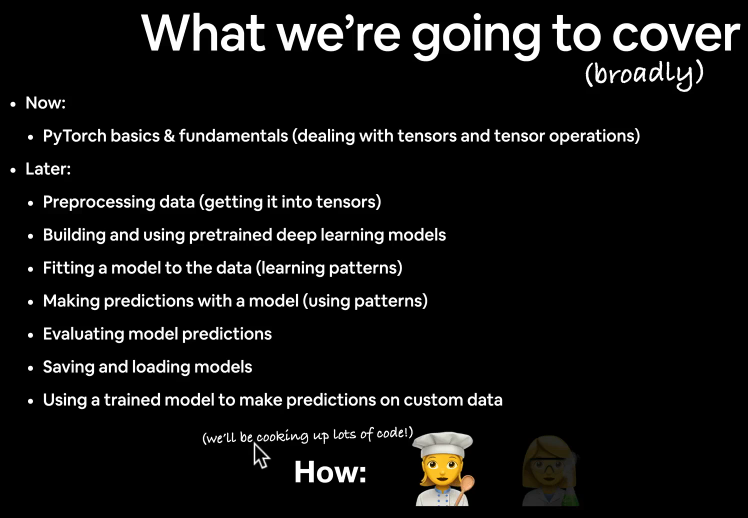 What we're going to cover
(broadly)
• Now:
• PyTorch basics & fundamentals (dealing with tensors and tensor operations)
• Later:
• Preprocessing data (getting it into tensors)
• Building and using pretrained deep learning models
• Fitting a model to the data (learning patterns)
• Making predictions with a model (using patterns)
• Evaluating model predictions
• Saving and loading models
• Using a trained model to make predictions on custom data
(we'll be cooking up lots of code!)
How: